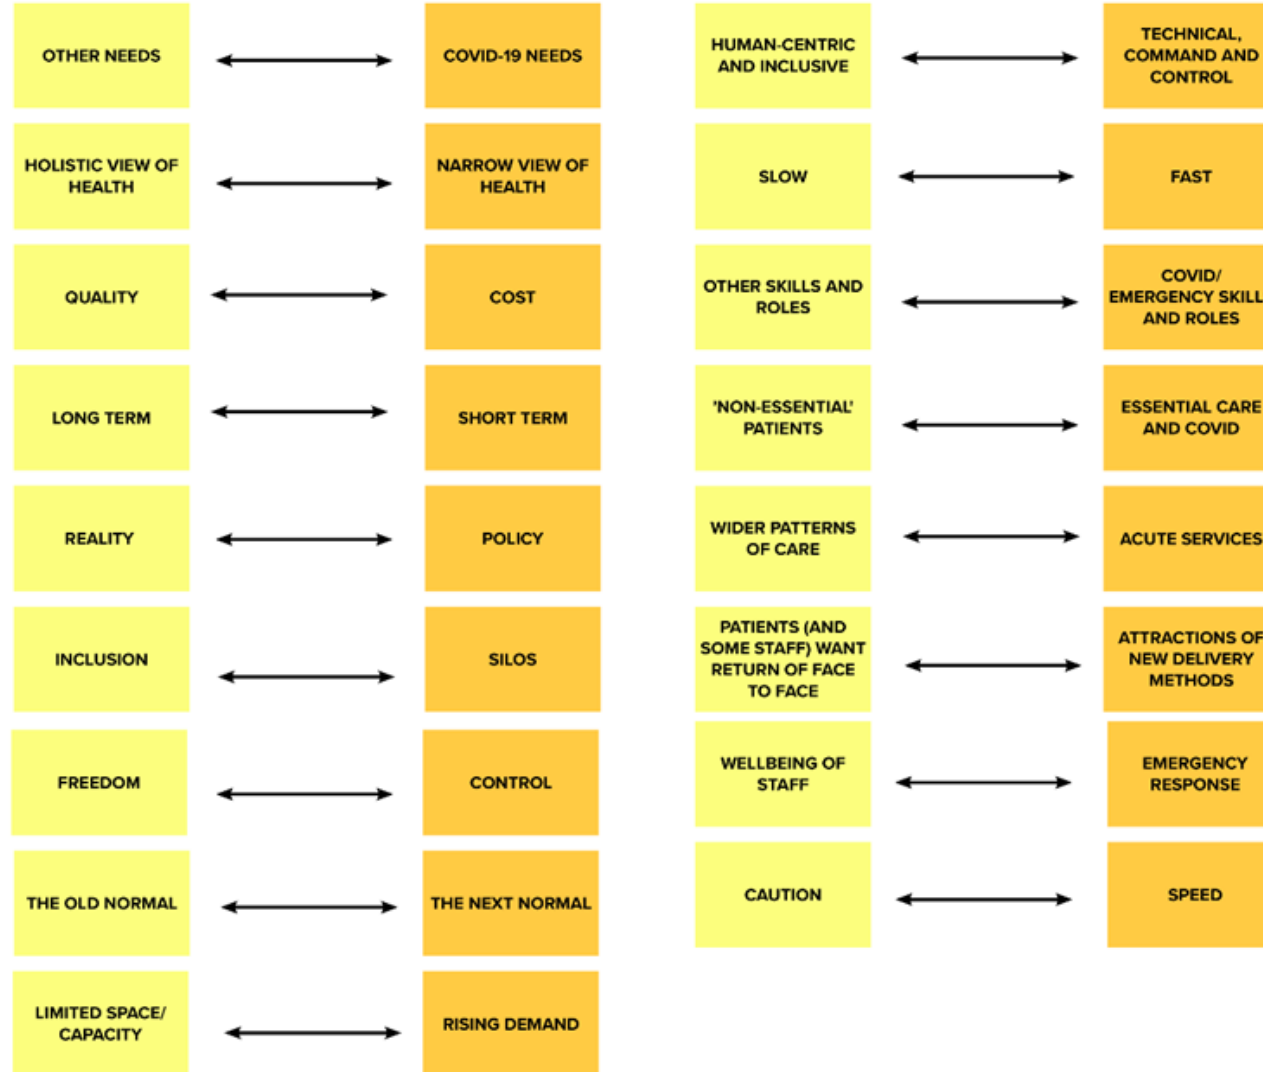 OTHER NEEDS
COVID-19 NEEDS
HOLISTIC VIEW OF
HEALTH
NARROW VIEW OF
HEALTH
QUALITY
COST
LONG TERM
SHORT TERM
REALITY
POLICY
INCLUSION
SILOS
FREEDOM
CONTROL
THE OLD NORMAL
THE NEXT NORMAL
LIMITED SPACE/
CAPACITY
RISING DEMAND
HUMAN-CENTRIC
AND INCLUSIVE
TECHNICAL,
COMMAND AND
CONTROL
SLOW
FAST
OTHER SKILLS AND
ROLES
COVID/
EMERGENCY SKILL
AND ROLES
'NON-ESSENTIAL'
PATIENTS
ESSENTIAL CARE
AND COVID
WIDER PATTERNS
OF CARE
ACUTE SERVICES
PATIENTS (AND
SOME STAFF) WANT
RETURN OF FACE
TO FACE
ATTRACTIONS OF
NEW DELIVERY
METHODS
WELLBEING OF
STAFF
EMERGENCY
RESPONSE
CAUTION
SPEED